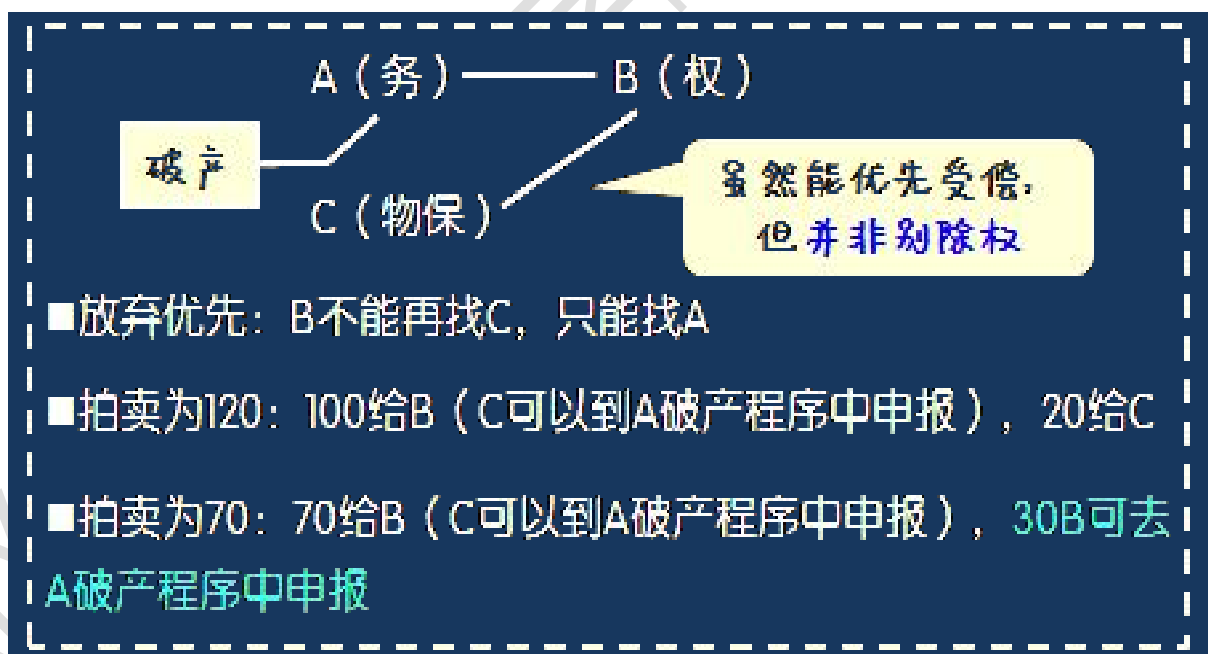 A（务）—— B（权）
破产
虽然能优先受偿，
C（物保）
但并非别除权
■放弃优先：B不能再找C，只能找A
■拍卖为120：100给B（C可以到A破产程序中申报），20给C
■拍卖为70：70给B（C可以到A破产程序中申报），30B可去
A破产程序中申报